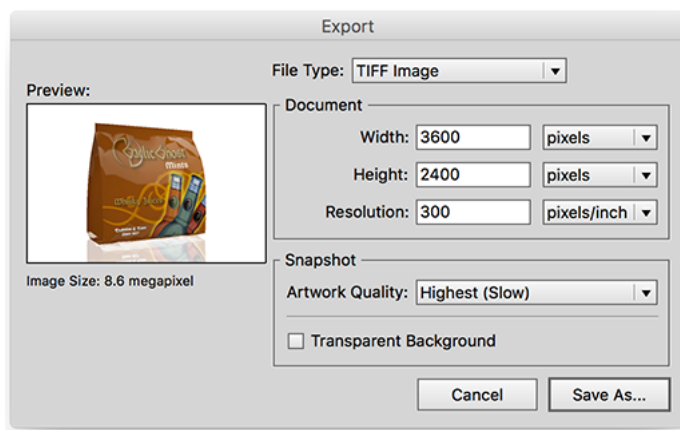 Export
File Type: TIFF Image
Preview:
Document
Width: 3600 pixels
Height: 2400 pixels
Resolution: 300 pixels/inch
Mints
Image Size: 8.6 megapixel
Snapshot
Artwork Quality: Highest (Slow)
Transparent Background
Cancel Save As...